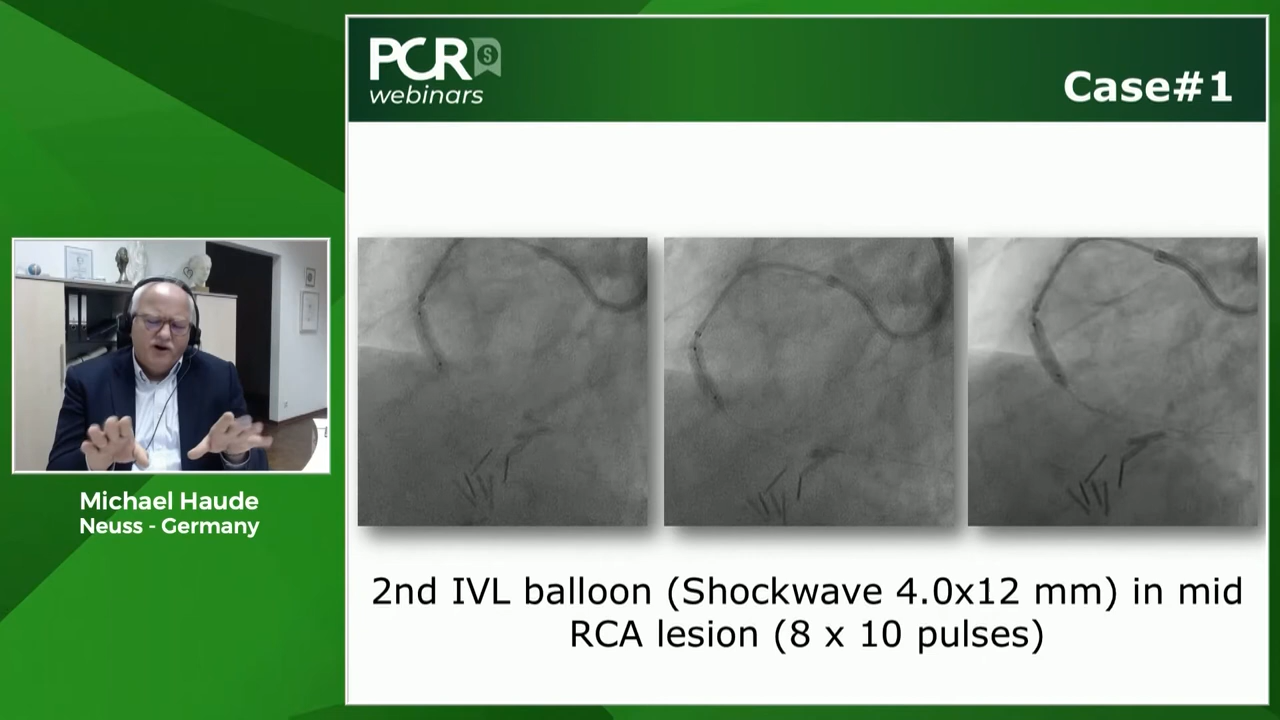 PCR
webinars
Case#1
Michael Haude
Neuss - Germany
2nd IVL balloon (Shockwave 4.0x12 mm) in mid
RCA lesion (8 x 10 pulses)